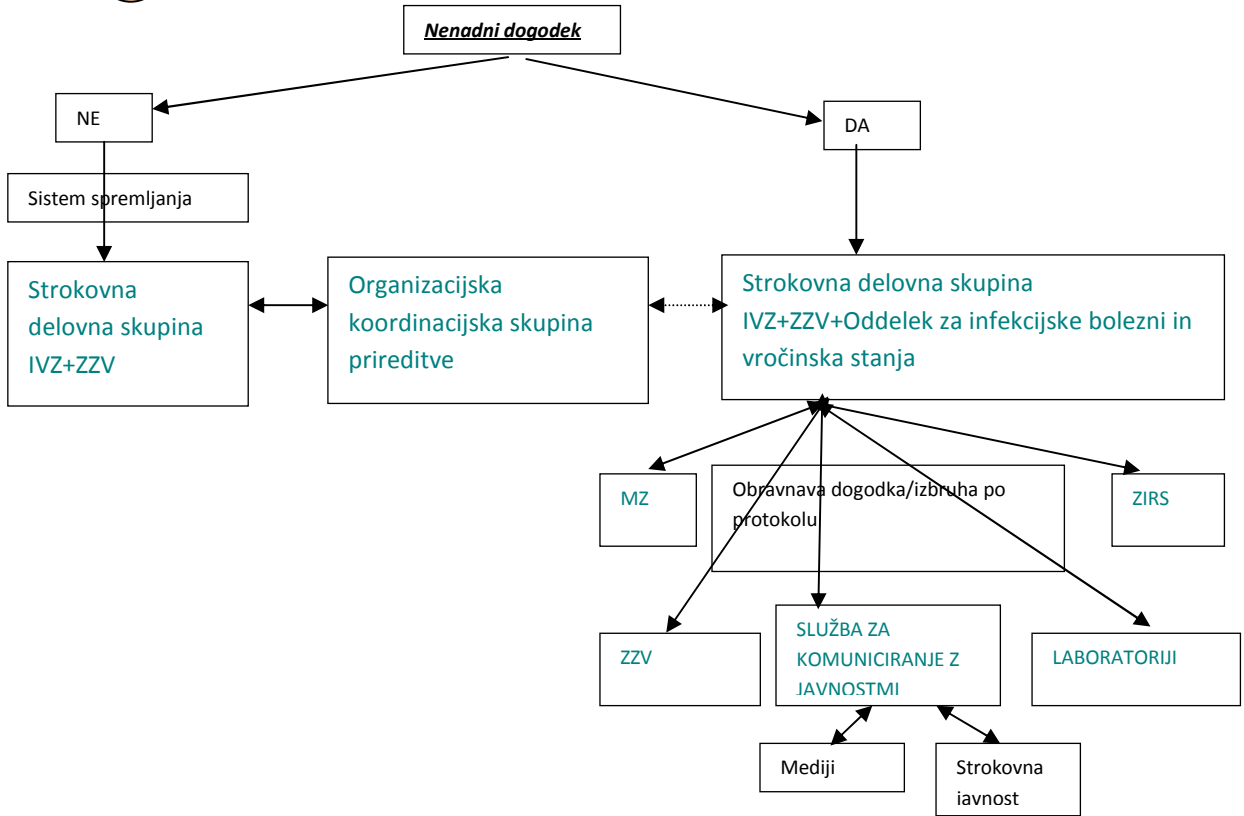 Nenadni dogodek
NE
DA
Sistem spremljanja
Strokovna
delovna skupina
IVZ+ZZV
Organizacijska
koordinacijska skupina
prireditve
Strokovna delovna skupina
IVZ+ZZV+Oddelek za infekcijske bolezni in
vročinska stanja
MZ
Obravnava dogodka/izbruha po
protokolu
ZIRS
ZZV
SLUŽBA ZA
KOMUNICIRANJE Z
JAVNOSTMI
LABORATORIJI
Mediji
Strokovna
javnost